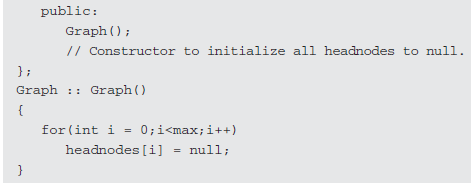 public:
Graph();
// Constructor to initialize all headnodes to null.
};
Graph :: Graph()
{
for(int i = 0;i<max;i++)
headnodes[i] = null;
}